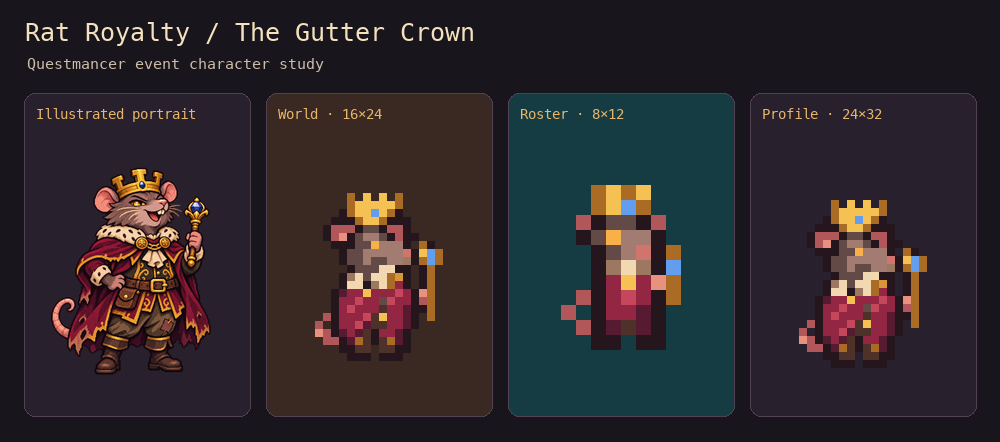 Rat Royalty / The Gutter Crown
Questmancer event character study
Illustrated portrait
World · 16×24
Roster · 8×12
Profile · 24×32